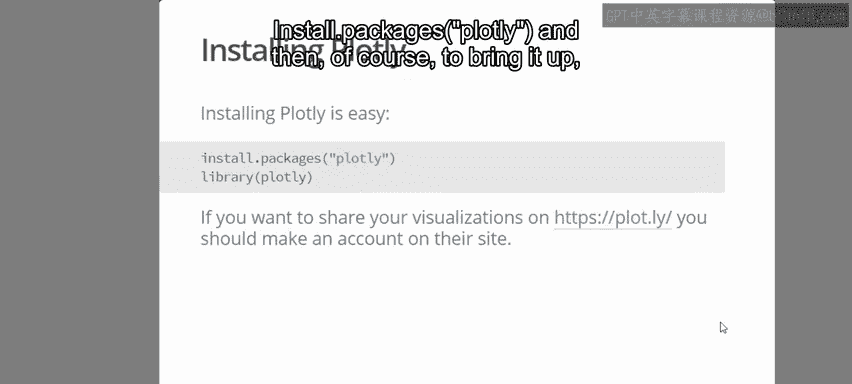 Install.packages("plotly") and
then, of course, to bring it up,
Installing Plotly
Installing Plotly is easy:
install.packages("plotly")
library(plotly)
If you want to share your visualizations on https://plot.ly/ you
should make an account on their site.